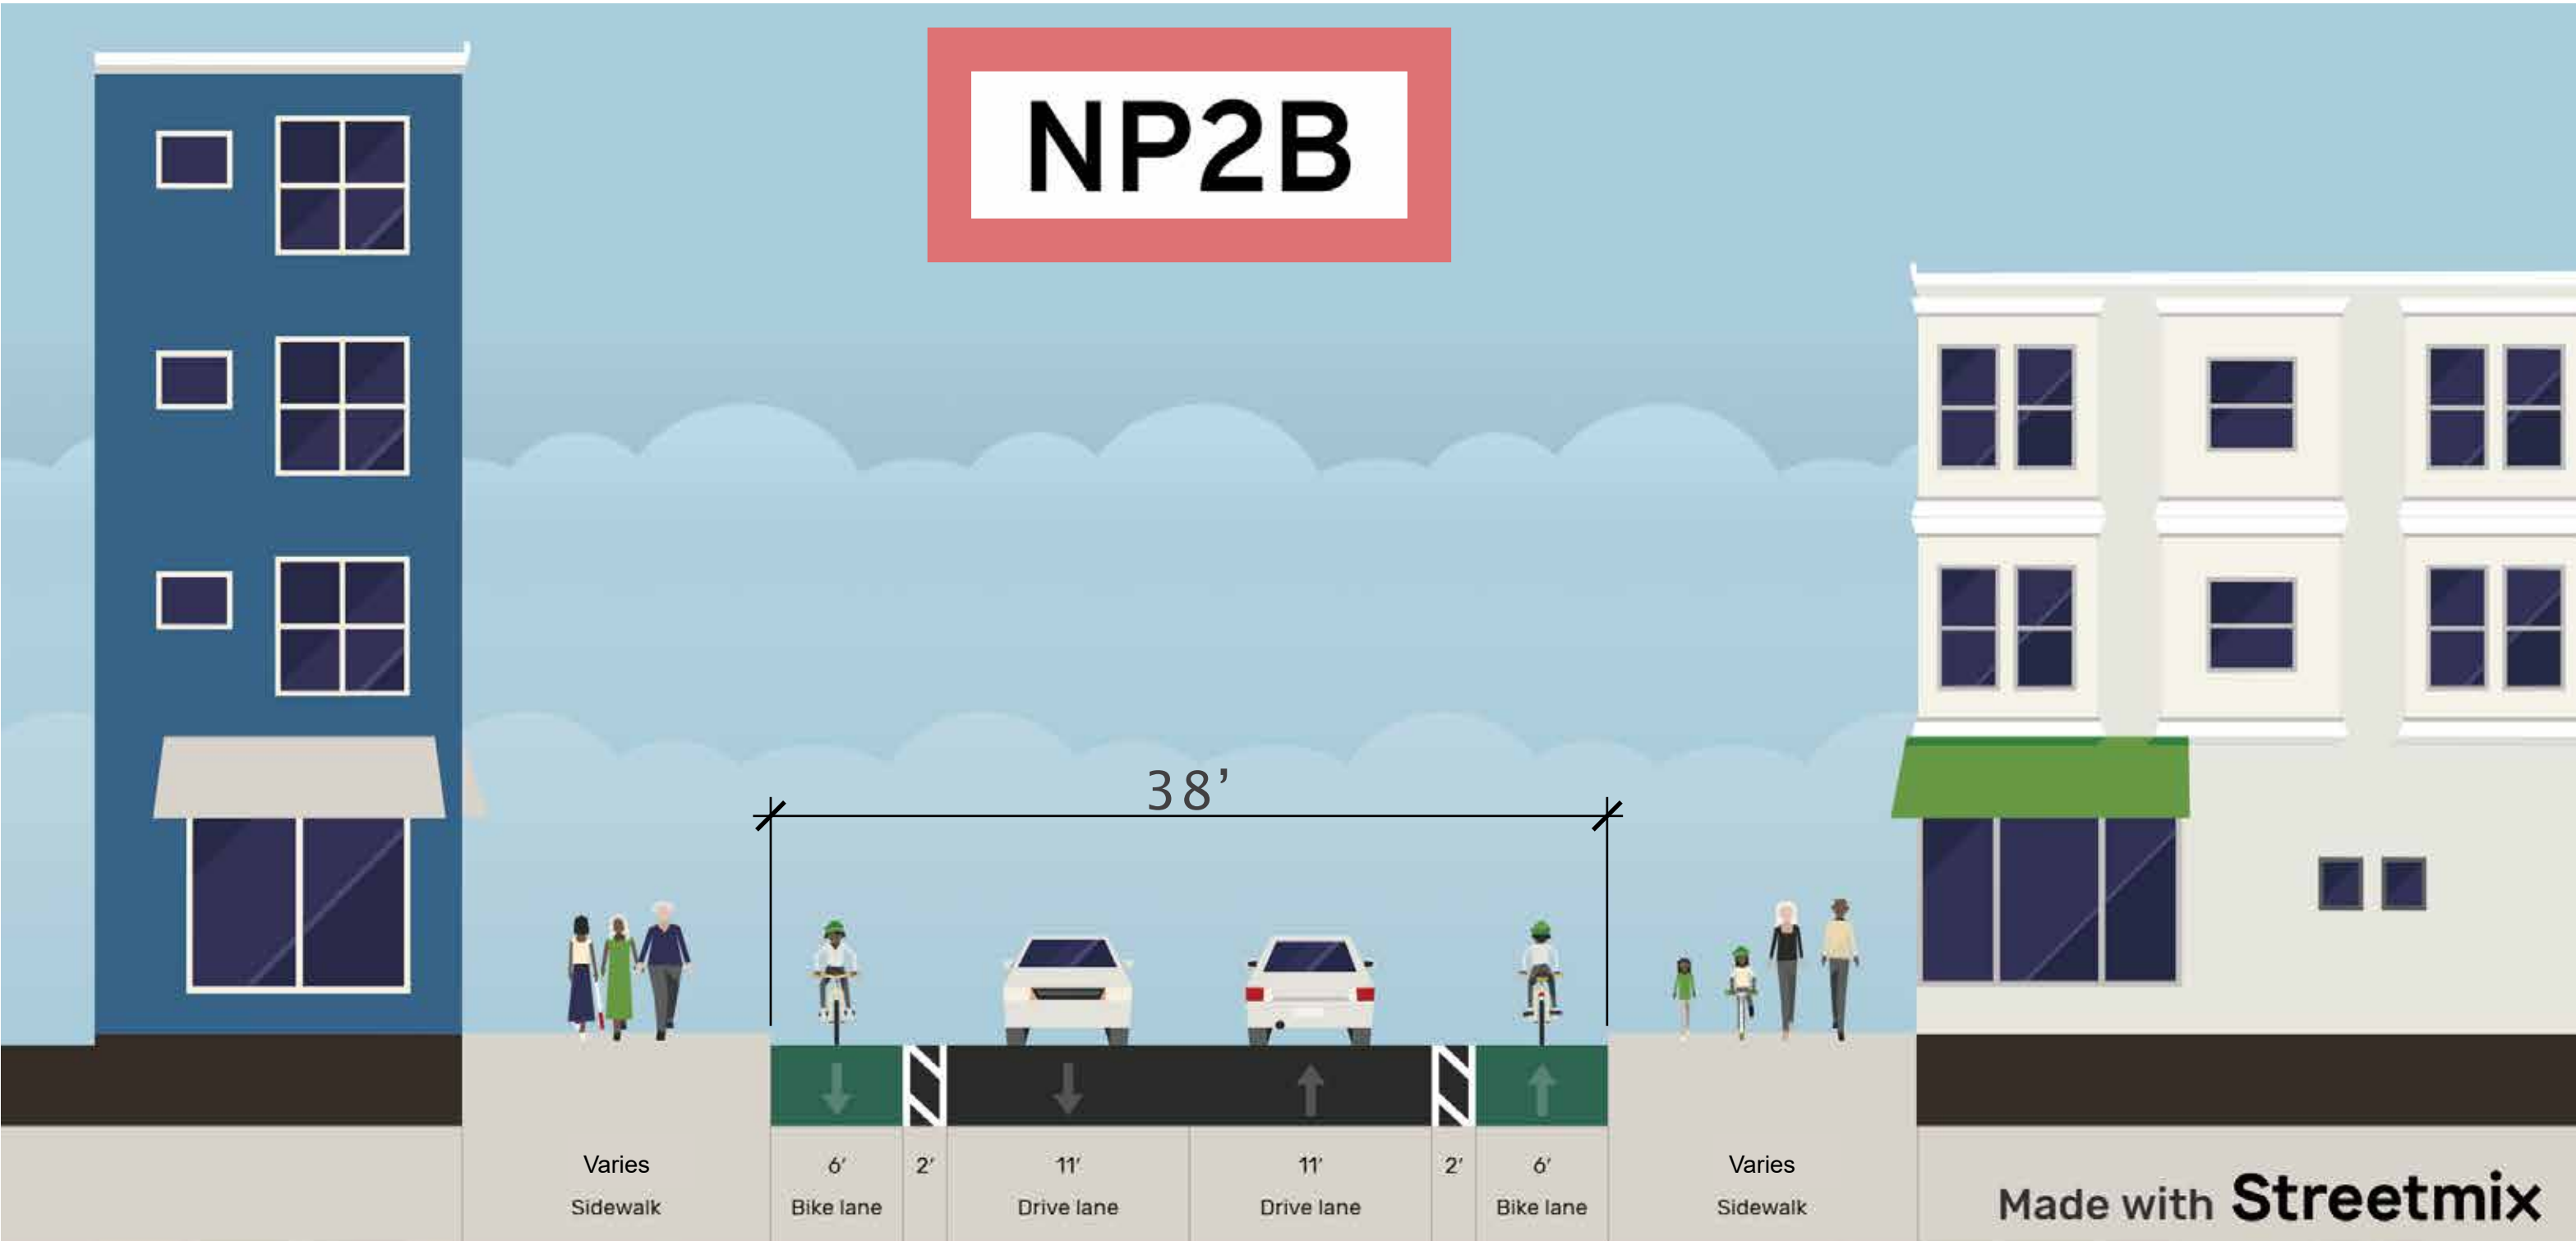 NP2B
38’
Varies 6′ 2′ 11′ 11′ 2′ 6′ Varies
Sidewalk Bike lane Drive lane Drive lane Bike lane Sidewalk
Made with Streetmix